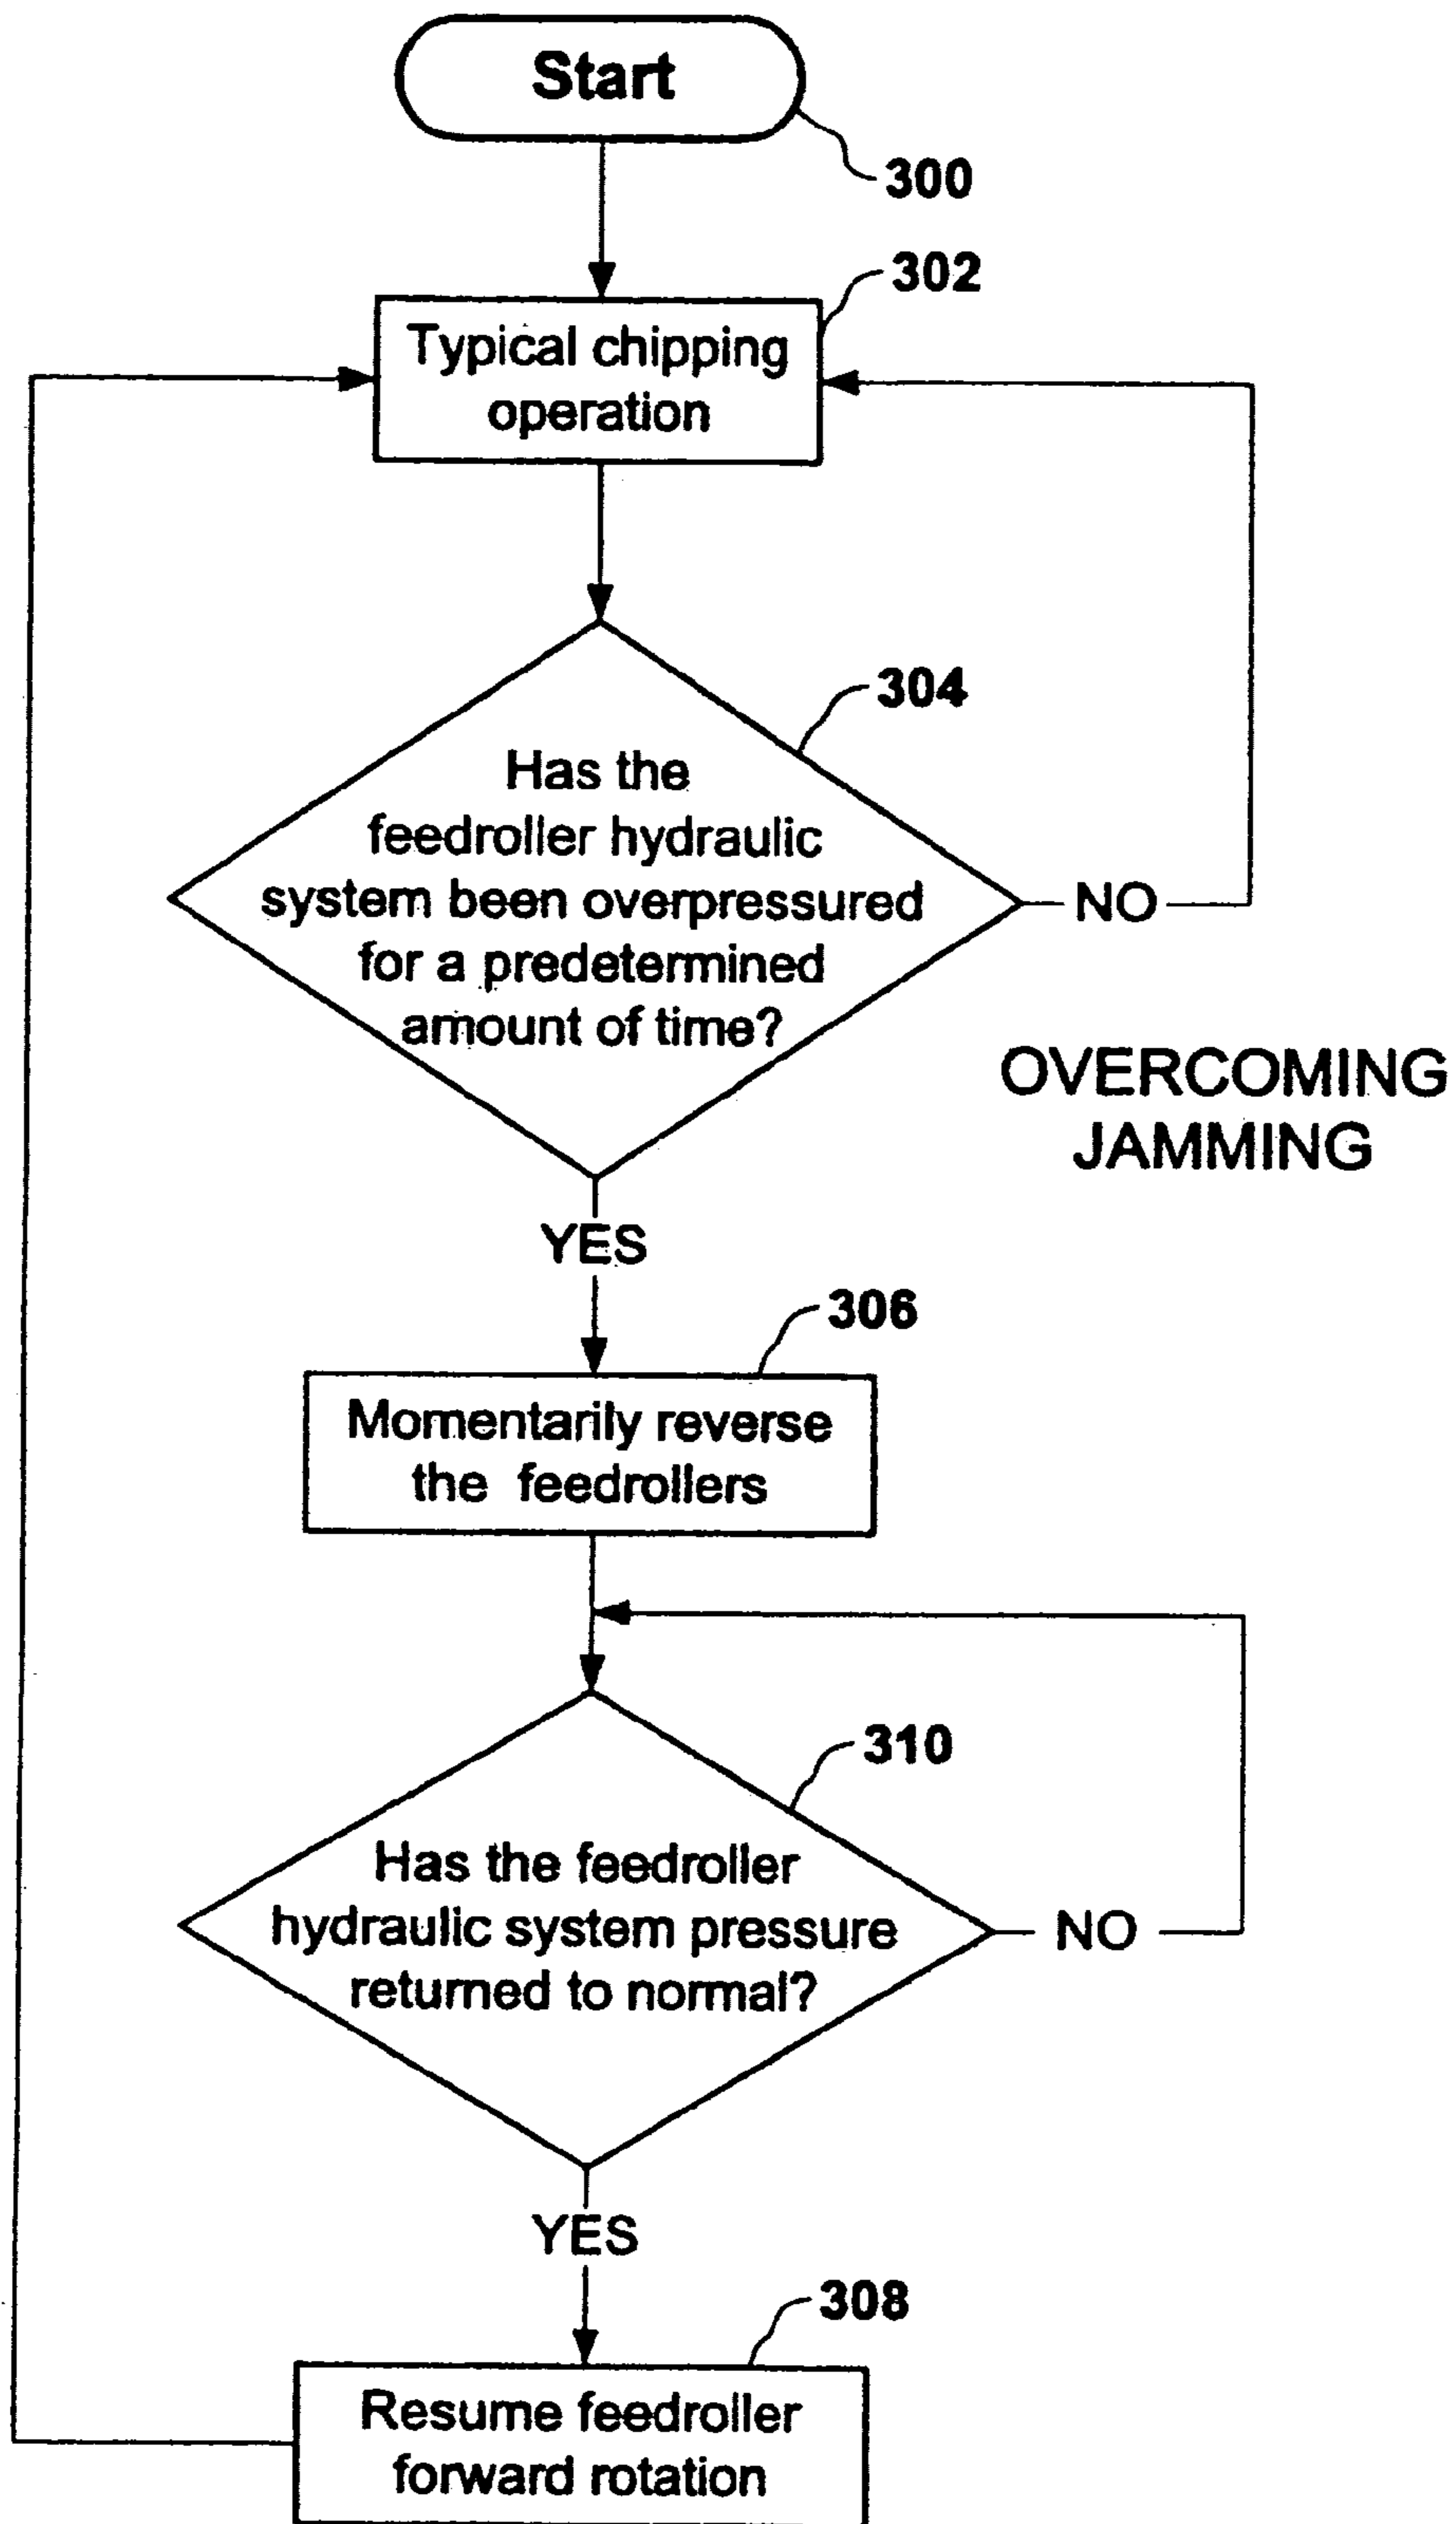 Start
300
302
Typical chipping
operation
304
Has the
feedroller hydraulic
system been overpressured
for a predetermined
amount of time?
NO
OVERCOMING
JAMMING
YES
306
Momentarily reverse
the feedrollers
310
Has the feedroller
hydraulic system pressure
returned to normal?
NO
YES
308
Resume feedroller
forward rotation